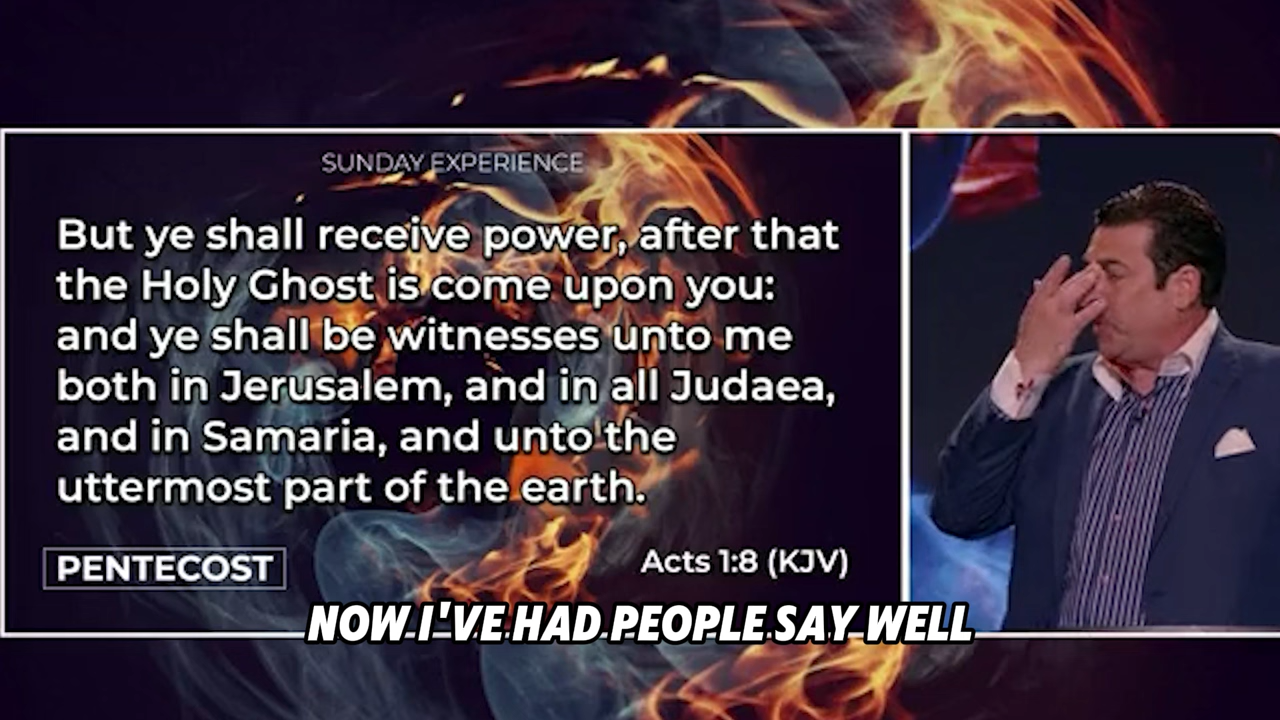 SUNDAY EXPERIENCE
But ye shall receive power, after that
the Holy Ghost is come upon you:
and ye shall be witnesses unto me
both in Jerusalem, and in all Judaea,
and in Samaria, and unto the
uttermost part of the earth.
PENTECOST
Acts 1:8 (KJV)
NOW I'VE HAD PEOPLE SAY WELL